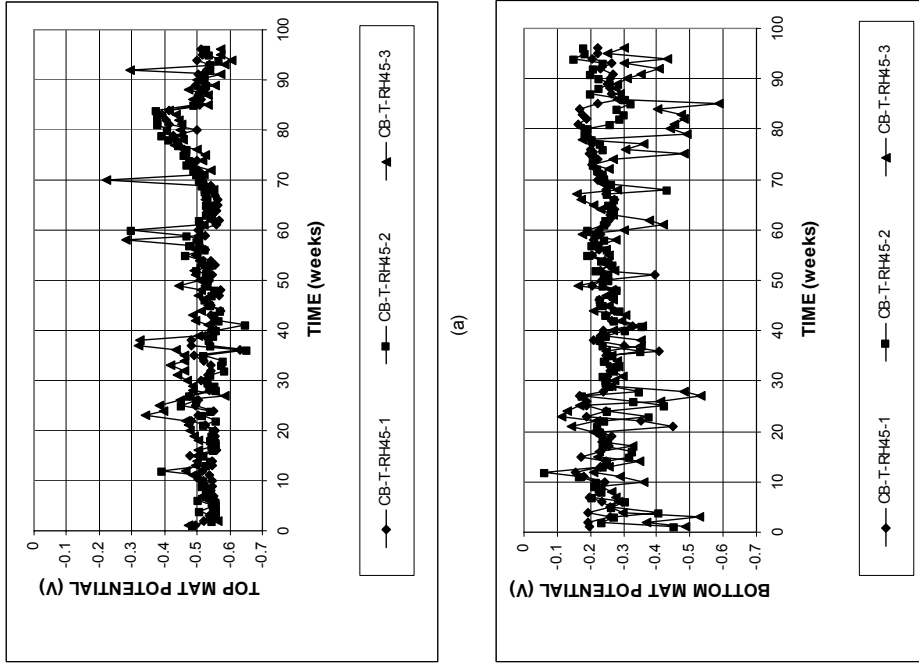 TOP MAT POTENTIAL (V)
0
-0.1
-0.2
-0.3
-0.4
-0.5
-0.6
-0.7
0 10 20 30 40 50 60 70 80 90 100
TIME (weeks)
CB-T-RH45-1 CB-T-RH45-2 CB-T-RH45-3
(a)
BOTTOM MAT POTENTIAL (V)
0
-0.1
-0.2
-0.3
-0.4
-0.5
-0.6
-0.7
0 10 20 30 40 50 60 70 80 90 100
TIME (weeks)
CB-T-RH45-1 CB-T-RH45-2 CB-T-RH45-3